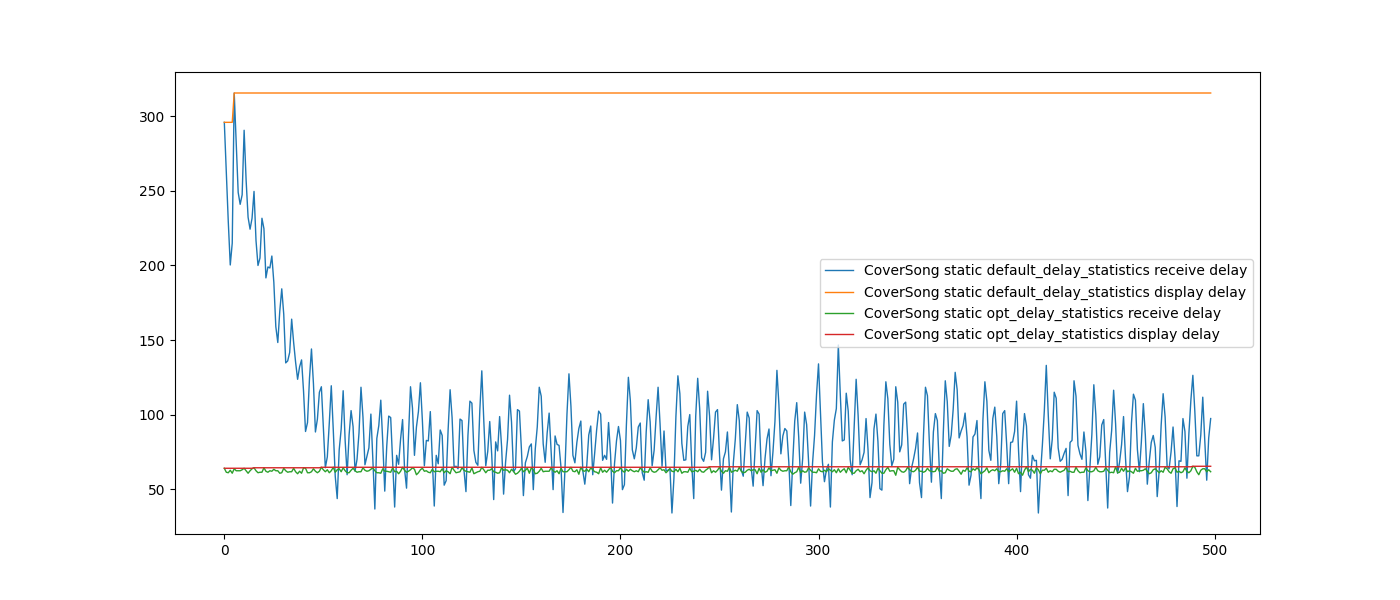 300
250
200
150
100
50
CoverSong static default_delay_statistics receive delay
CoverSong static default_delay_statistics display delay
CoverSong static opt_delay_statistics receive delay
CoverSong static opt_delay_statistics display delay
0 100 200 300 400 500